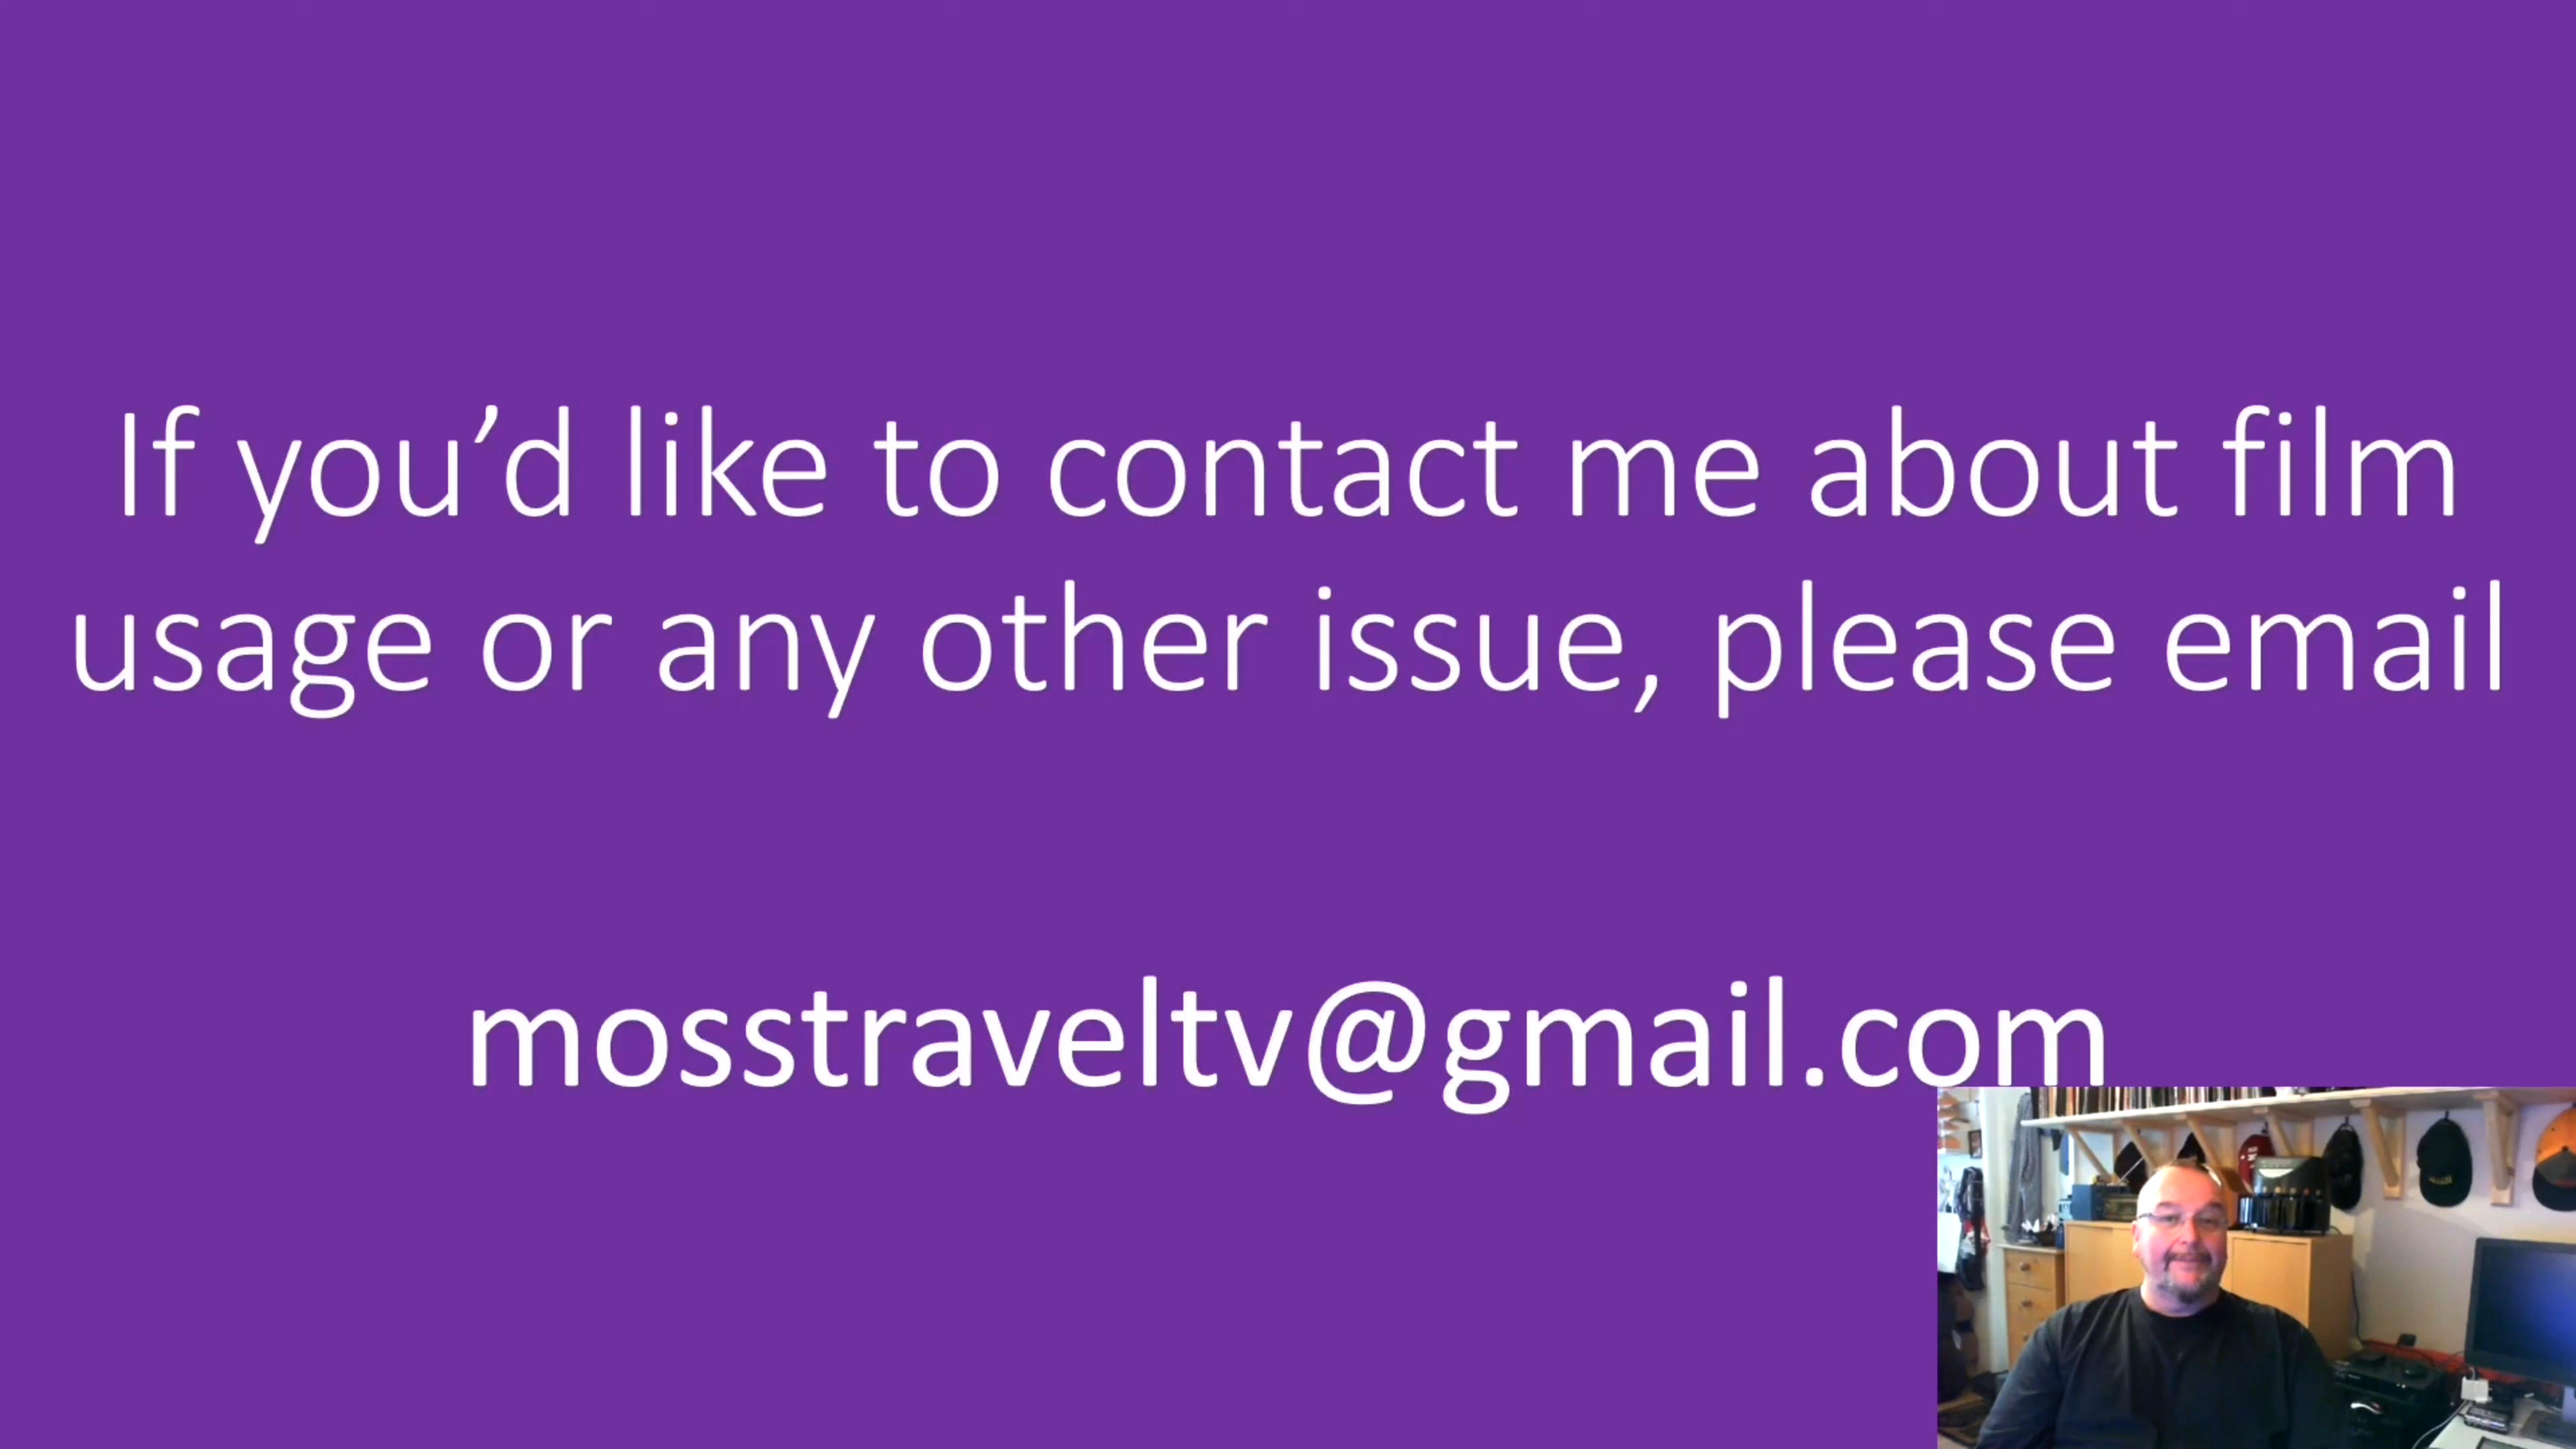 If you’d like to contact me about film
usage or any other issue, please email
mosstraveltv@gmail.com